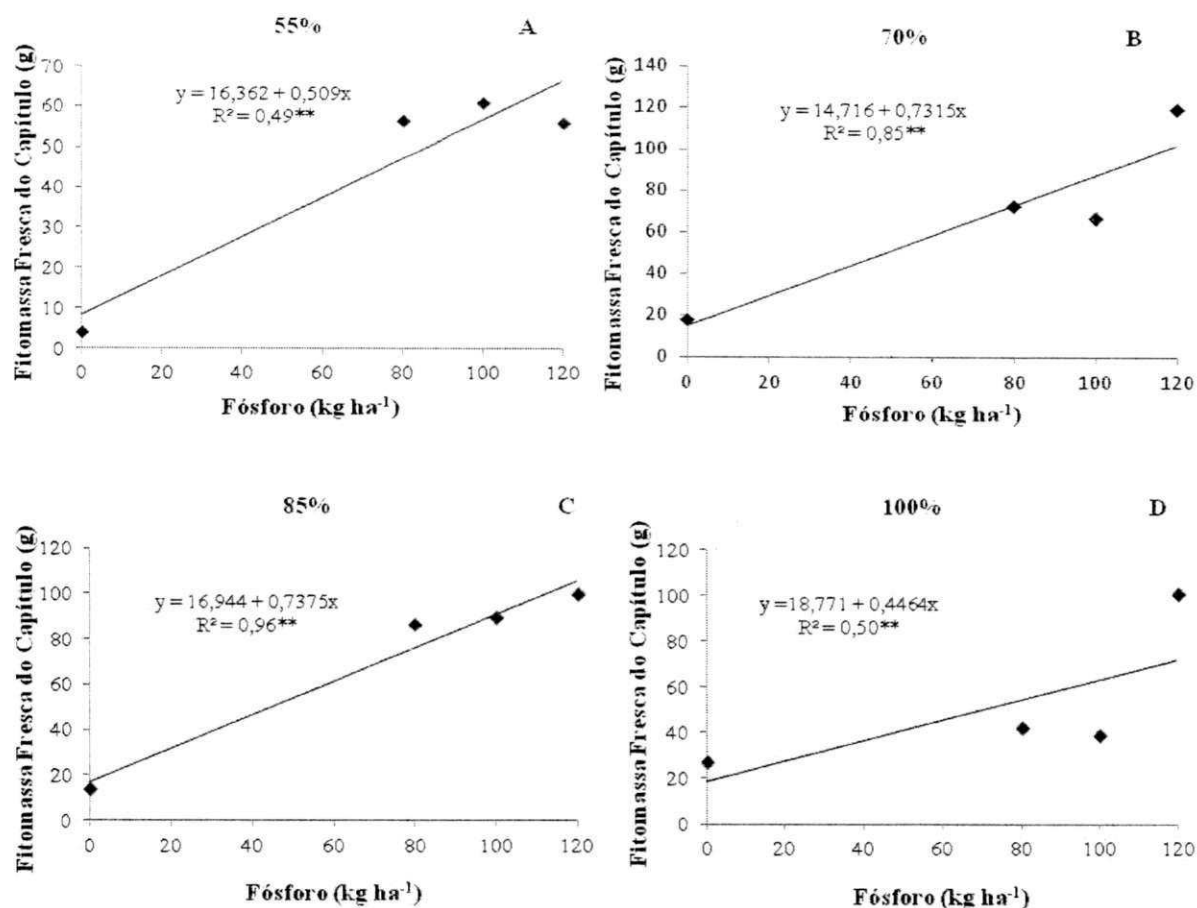 55%
A
Fitomassa Fresca do Capítulo (g)
70
60
50
40
30
20
10
0
y = 16,362 + 0,509x
R² = 0,49**
0 20 40 60 80 100 120
Fósforo (kg ha⁻¹)
70%
B
Fitomassa Fresca do Capítulo (g)
140
120
100
80
60
40
20
0
y = 14,716 + 0,7315x
R² = 0,85**
0 20 40 60 80 100 120
Fósforo (kg ha⁻¹)
85%
C
Fitomassa Fresca do Capítulo (g)
120
100
80
60
40
20
0
y = 16,944 + 0,7375x
R² = 0,96**
0 20 40 60 80 100 120
Fósforo (kg ha⁻¹)
100%
D
Fitomassa Fresca do Capítulo (g)
120
100
80
60
40
20
0
y=18,771 + 0,4464x
R² = 0,50**
0 20 40 60 80 100 120
Fósforo (kg ha⁻¹)